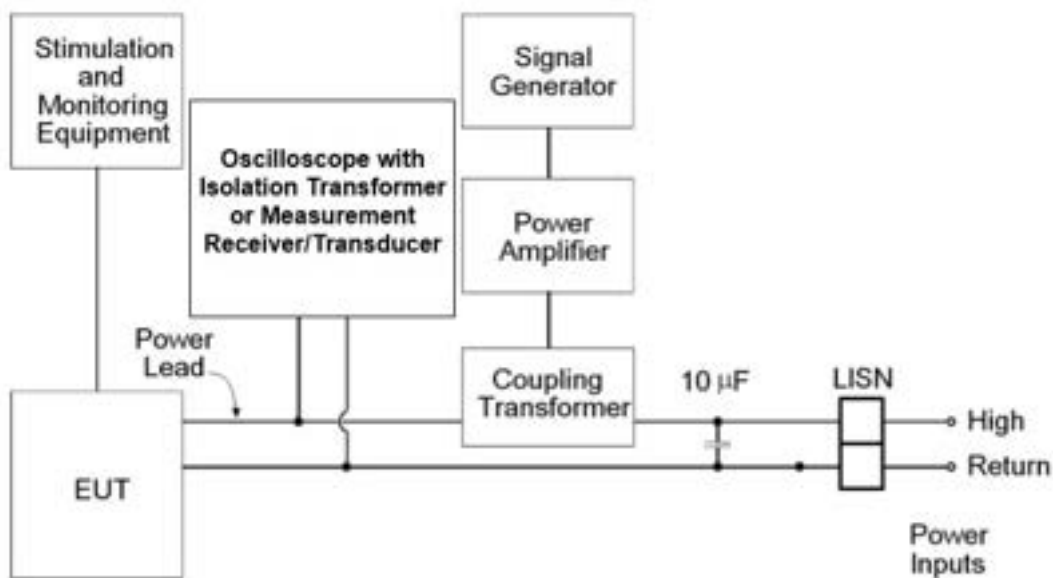 Stimulation
and
Monitoring
Equipment
Signal
Generator
Oscilloscope with
Isolation Transformer
or Measurement
Receiver/Transducer
Power
Amplifier
Power
Lead
Coupling
Transformer
10 μF
LISN
High
Return
EUT
Power
Inputs